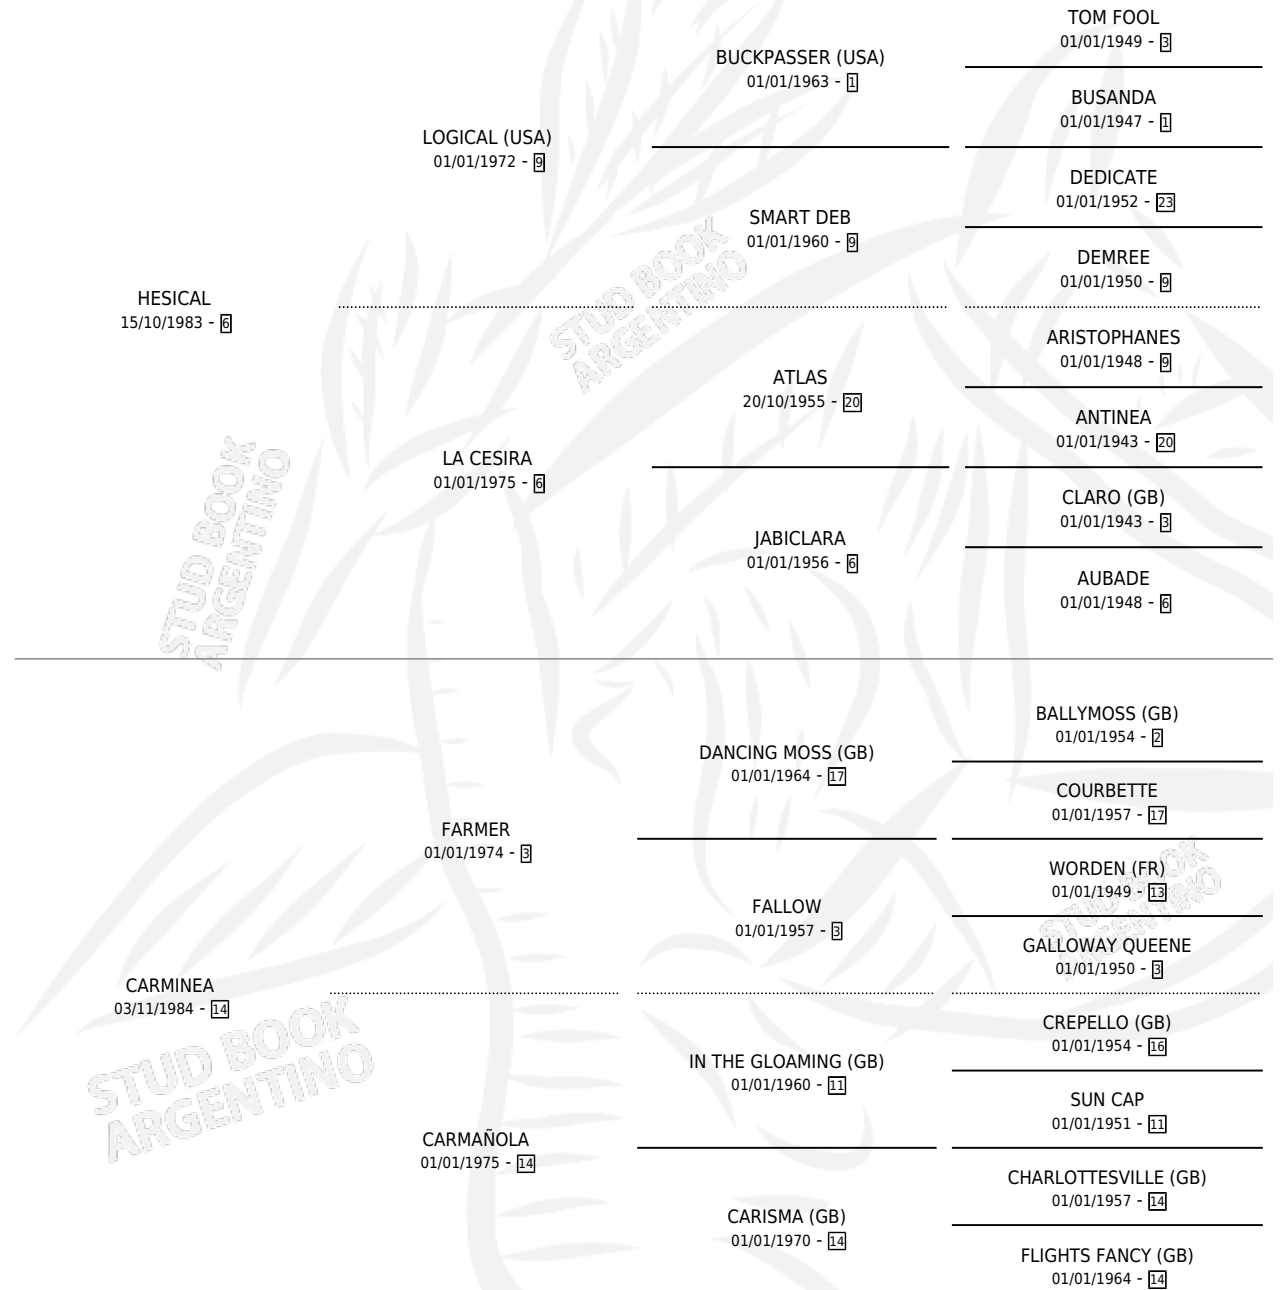 TOM FOOL
01/01/1949 - 3
BUCKPASSER (USA)
01/01/1963 - 1
BUSANDA
01/01/1947 - 1
LOGICAL (USA)
01/01/1972 - 9
DEDICATE
01/01/1952 - 23
SMART DEB
01/01/1960 - 9
DEMREE
01/01/1950 - 9
HESICAL
15/10/1983 - 6
ARISTOPHANES
01/01/1948 - 9
ATLAS
20/10/1955 - 20
ANTINEA
01/01/1943 - 20
LA CESIRA
01/01/1975 - 6
CLARO (GB)
01/01/1943 - 3
JABICLARA
01/01/1956 - 6
AUBADE
01/01/1948 - 6
BALLYMOSS (GB)
01/01/1954 - 2
DANCING MOSS (GB)
01/01/1964 - 17
COURBETTE
01/01/1957 - 17
FARMER
01/01/1974 - 3
WORDEN (FR)
01/01/1949 - 13
FALLOW
01/01/1957 - 3
GALLOWAY QUEENE
01/01/1950 - 3
CARMINEA
03/11/1984 - 14
CREPELLO (GB)
01/01/1954 - 16
IN THE GLOAMING (GB)
01/01/1960 - 11
SUN CAP
01/01/1951 - 11
CARMAÑOLA
01/01/1975 - 14
CHARLOTTESVILLE (GB)
01/01/1957 - 14
CARISMA (GB)
01/01/1970 - 14
FLIGHTS FANCY (GB)
01/01/1964 - 14
STUD BOOK
ARGENTINO
STUD BOOK
ARGENTINO
STUD BOOK
ARGENTINO
STUD BOOK
ARGENTINO